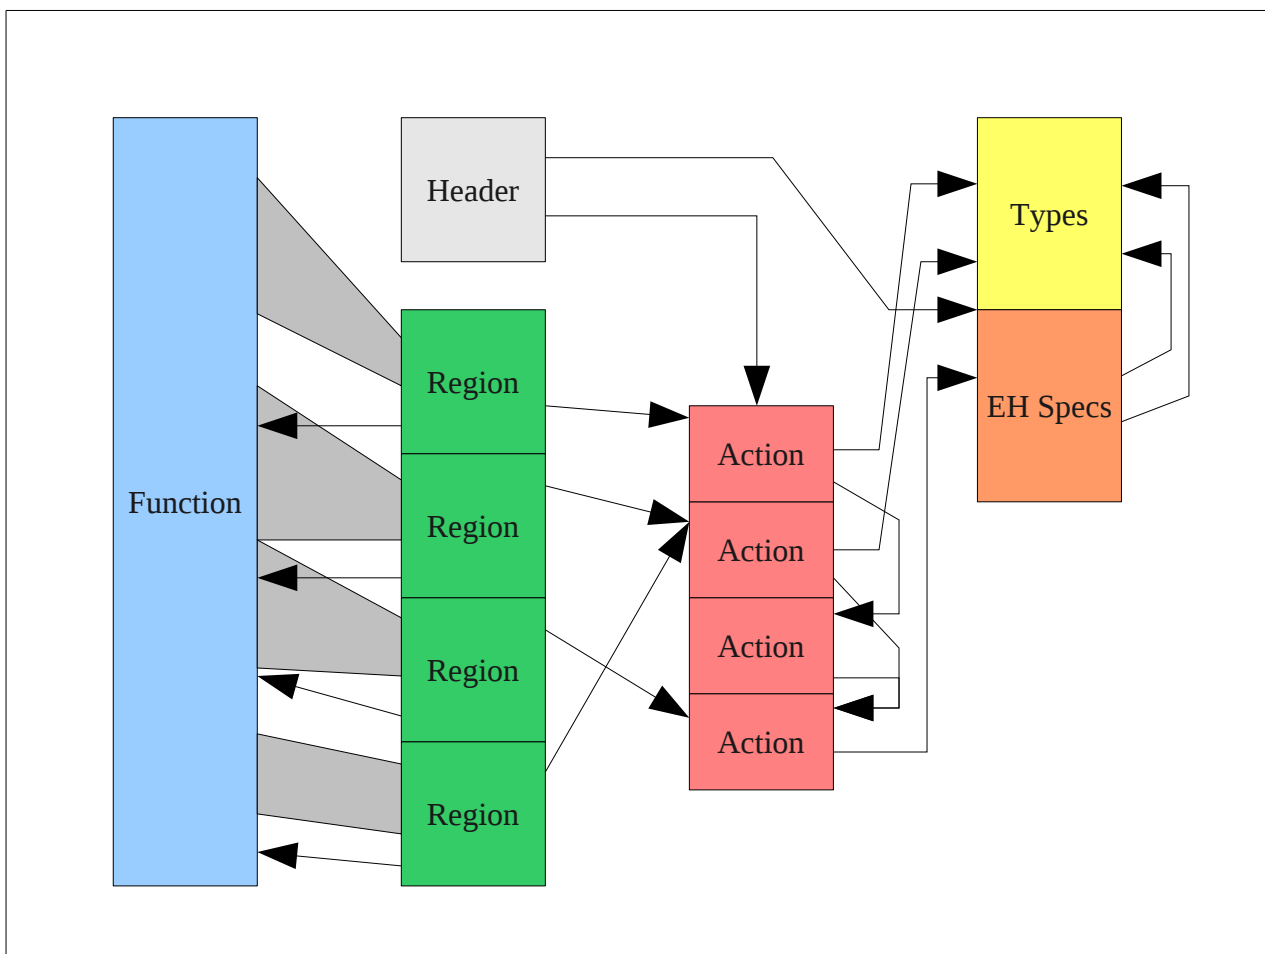 Function
Header
Region
Region
Region
Region
Action
Action
Action
Action
Types
EH Specs